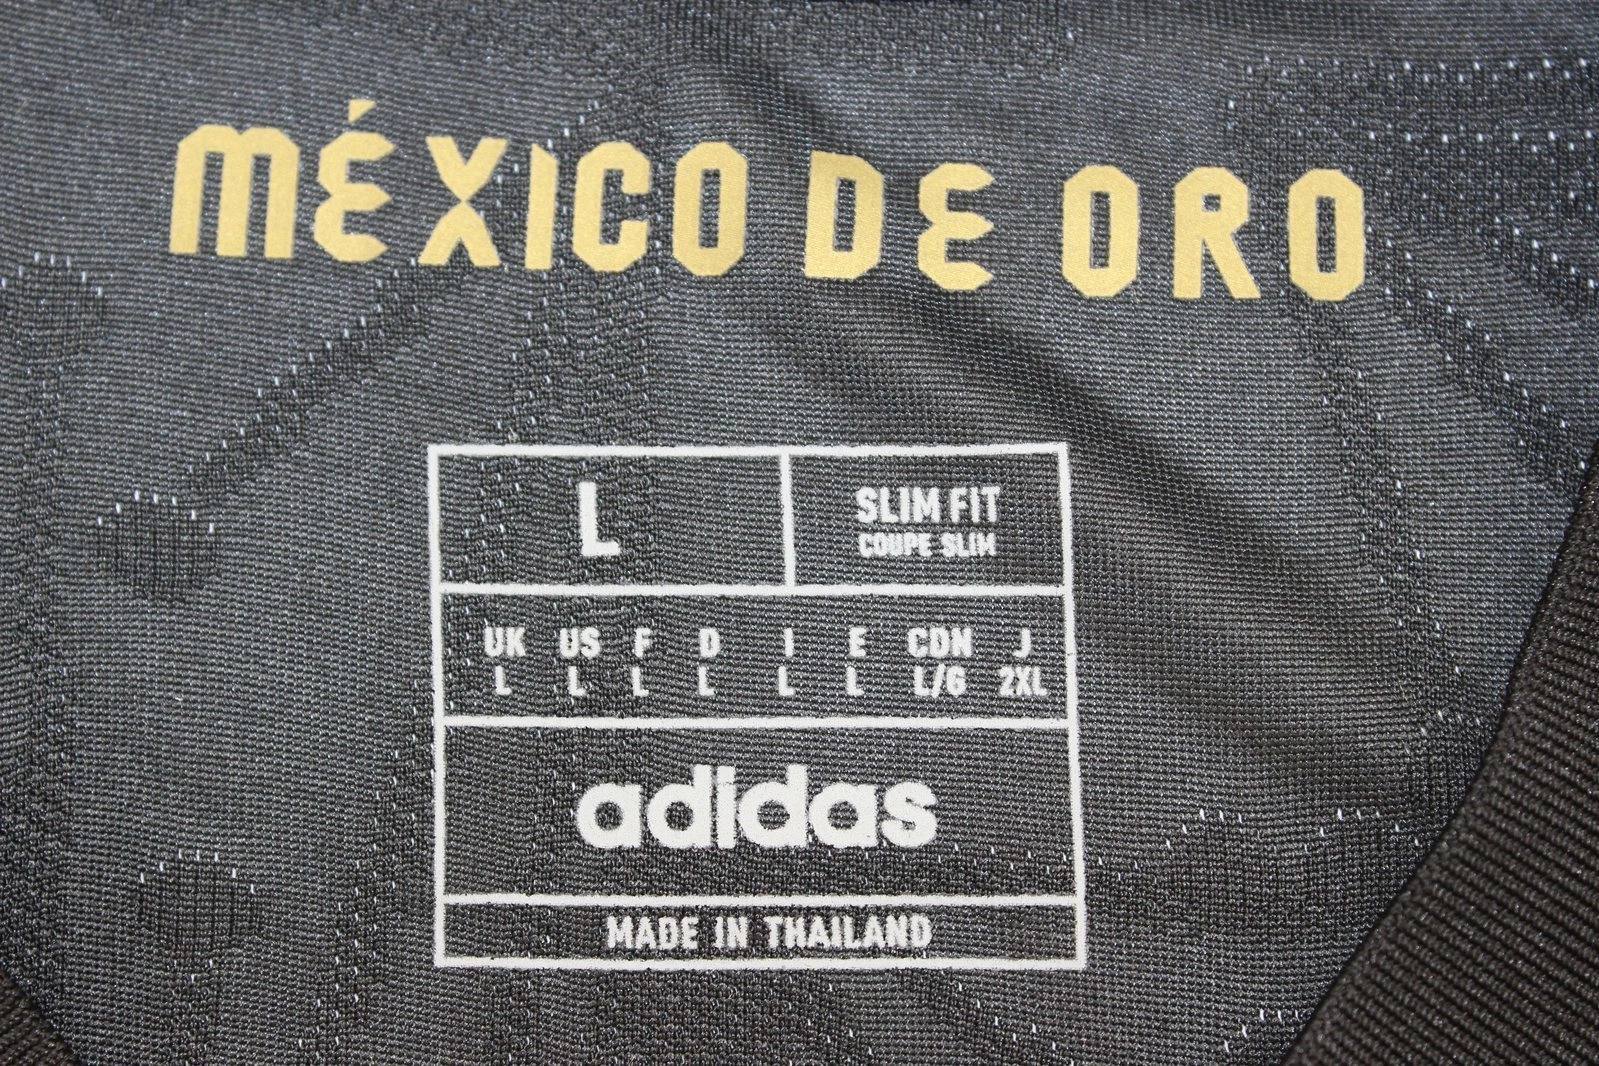 MÉXICO DE ORO
L
SLIM FIT
COUPE SLIM
UK US F D I E CDN J
L L L L L L L/G 2XL
adidas
MADE IN THAILAND